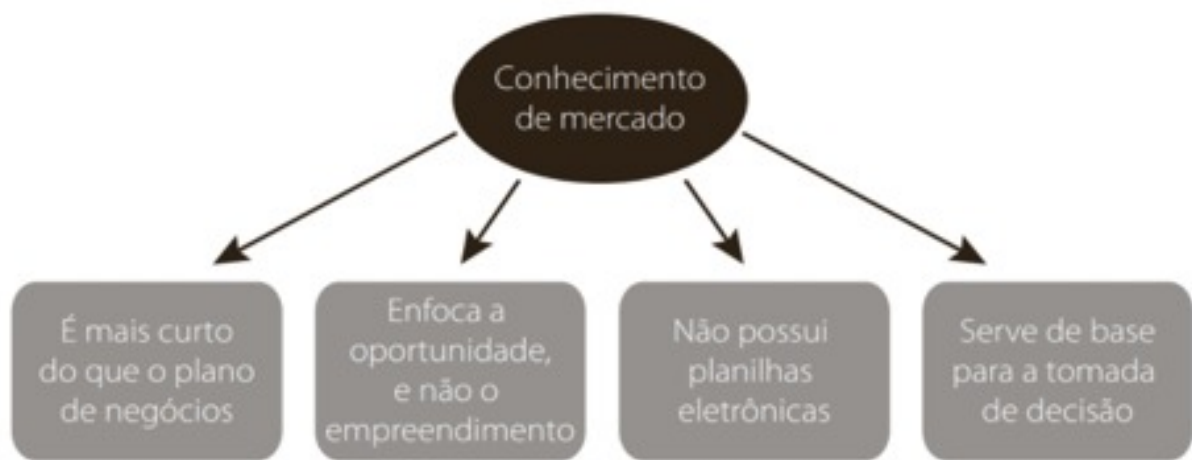 Conhecimento
de mercado
É mais curto
do que o plano
de negócios
Enfoca a
oportunidade,
e não o
empreendimento
Não possui
planilhas
eletrônicas
Serve de base
para a tomada
de decisão